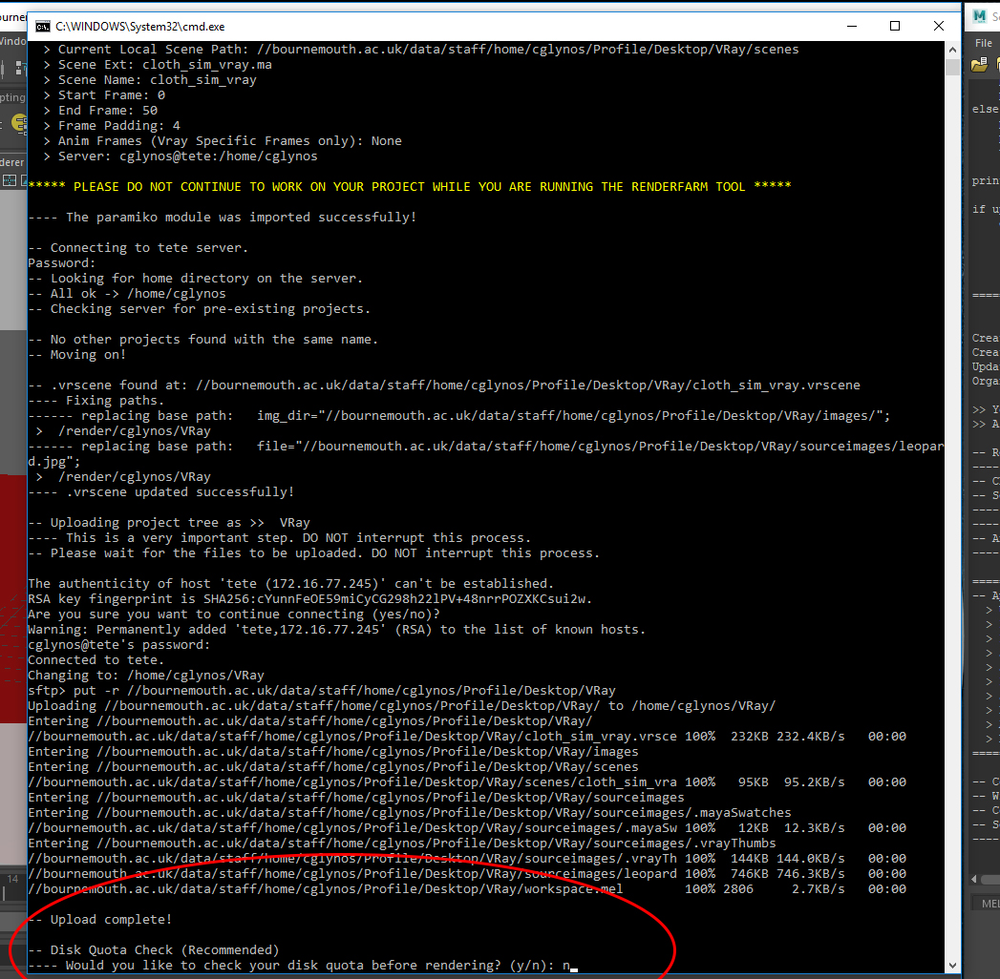 C:\WINDOWS\System32\cmd.exe
> Current Local Scene Path: //bournemouth.ac.uk/data/staff/home/cglynos/Profile/Desktop/VRay/scenes
> Scene Ext: cloth_sim_vray.ma
> Scene Name: cloth_sim_vray
> Start Frame: 0
> End Frame: 50
> Frame Padding: 4
> Anim Frames (Vray Specific Frames only): None
> Server: cglynos@tete:/home/cglynos
***** PLEASE DO NOT CONTINUE TO WORK ON YOUR PROJECT WHILE YOU ARE RUNNING THE RENDERFARM TOOL *****
---- The paramiko module was imported successfully!
-- Connecting to tete server.
Password:
-- Looking for home directory on the server.
-- All ok -> /home/cglynos
-- Checking server for pre-existing projects.
-- No other projects found with the same name.
-- Moving on!
-- .vrscene found at: //bournemouth.ac.uk/data/staff/home/cglynos/Profile/Desktop/VRay/cloth_sim_vray.vrscene
---- Fixing paths.
------ replacing base path:   img_dir="//bournemouth.ac.uk/data/staff/home/cglynos/Profile/Desktop/VRay/images/";
>  /render/cglynos/VRay
------ replacing base path:   file="//bournemouth.ac.uk/data/staff/home/cglynos/Profile/Desktop/VRay/sourceimages/leopar
d.jpg";
>  /render/cglynos/VRay
---- .vrscene updated successfully!
-- Uploading project tree as >>  VRay
---- This is a very important step. DO NOT interrupt this process.
-- Please wait for the files to be uploaded. DO NOT interrupt this process.
The authenticity of host 'tete (172.16.77.245)' can't be established.
RSA key fingerprint is SHA256:cYunnFeOE59miCyCG298h22lPV+48nrrPOZXKCsui2w.
Are you sure you want to continue connecting (yes/no)?
Warning: Permanently added 'tete,172.16.77.245' (RSA) to the list of known hosts.
cglynos@tete's password:
Connected to tete.
Changing to: /home/cglynos/VRay
sftp> put -r //bournemouth.ac.uk/data/staff/home/cglynos/Profile/Desktop/VRay
Uploading //bournemouth.ac.uk/data/staff/home/cglynos/Profile/Desktop/VRay/ to /home/cglynos/VRay/
Entering //bournemouth.ac.uk/data/staff/home/cglynos/Profile/Desktop/VRay/
//bournemouth.ac.uk/data/staff/home/cglynos/Profile/Desktop/VRay/cloth_sim_vray.vrsce 100%  232KB 232.4KB/s   00:00
Entering //bournemouth.ac.uk/data/staff/home/cglynos/Profile/Desktop/VRay/images
Entering //bournemouth.ac.uk/data/staff/home/cglynos/Profile/Desktop/VRay/scenes
//bournemouth.ac.uk/data/staff/home/cglynos/Profile/Desktop/VRay/scenes/cloth_sim_vra 100%   95KB  95.2KB/s   00:00
Entering //bournemouth.ac.uk/data/staff/home/cglynos/Profile/Desktop/VRay/sourceimages
Entering //bournemouth.ac.uk/data/staff/home/cglynos/Profile/Desktop/VRay/sourceimages/.mayaSwatches
//bournemouth.ac.uk/data/staff/home/cglynos/Profile/Desktop/VRay/sourceimages/.mayaSw 100%   12KB  12.3KB/s   00:00
Entering //bournemouth.ac.uk/data/staff/home/cglynos/Profile/Desktop/VRay/sourceimages/.vrayThumbs
//bournemouth.ac.uk/data/staff/home/cglynos/Profile/Desktop/VRay/sourceimages/.vrayTh 100%  144KB 144.0KB/s   00:00
//bournemouth.ac.uk/data/staff/home/cglynos/Profile/Desktop/VRay/sourceimages/leopard 100%  746KB 746.3KB/s   00:00
//bournemouth.ac.uk/data/staff/home/cglynos/Profile/Desktop/VRay/workspace.mel        100% 2806     2.7KB/s   00:00
-- Upload complete!
-- Disk Quota Check (Recommended)
---- Would you like to check your disk quota before rendering? (y/n): n
File
else
14
MEL